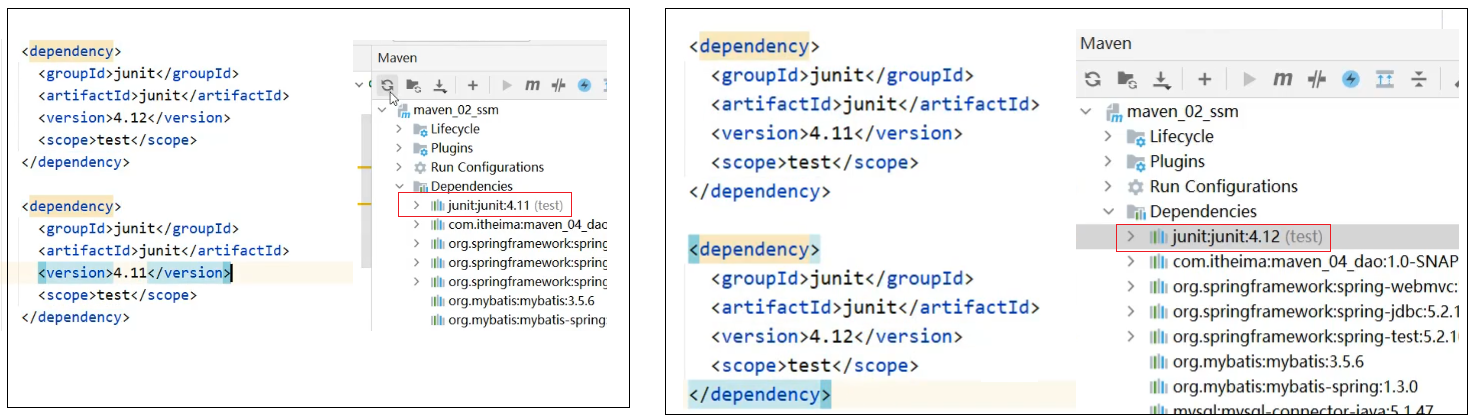 <dependency>
<groupId>junit</groupId>
<artifactId>junit</artifactId>
<version>4.12</version>
<scope>test</scope>
</dependency>
<dependency>
<groupId>junit</groupId>
<artifactId>junit</artifactId>
<version>4.11</version>
<scope>test</scope>
</dependency>
Maven
m
maven_02_ssm
Lifecycle
Plugins
Run Configurations
Dependencies
junit:junit:4.11 (test)
com.itheima:maven_04_dao
org.springframework:spring
org.springframework:spring
org.springframework:spring
org.mybatis:mybatis:3.5.6
org.mybatis:mybatis-spring
<dependency>
<groupId>junit</groupId>
<artifactId>junit</artifactId>
<version>4.11</version>
<scope>test</scope>
</dependency>
<dependency>
<groupId>junit</groupId>
<artifactId>junit</artifactId>
<version>4.12</version>
<scope>test</scope>
</dependency>
Maven
m
maven_02_ssm
Lifecycle
Plugins
Run Configurations
Dependencies
junit:junit:4.12 (test)
com.itheima:maven_04_dao:1.0-SNAP
org.springframework:spring-webmvc:
org.springframework:spring-jdbc:5.2.1
org.springframework:spring-test:5.2.10
org.mybatis:mybatis:3.5.6
org.mybatis:mybatis-spring:1.3.0
mysql:mysql-connector-java:5.1.47